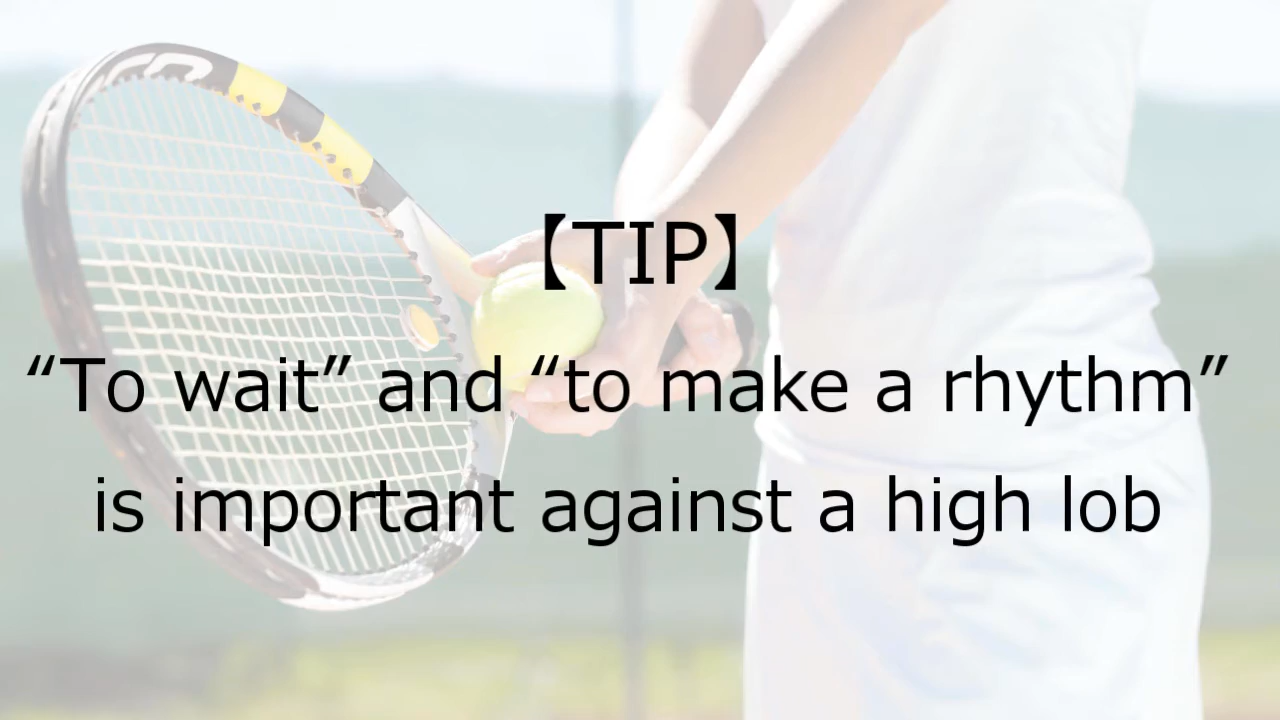 【TIP】
“To wait” and “to make a rhythm”
is important against a high lob